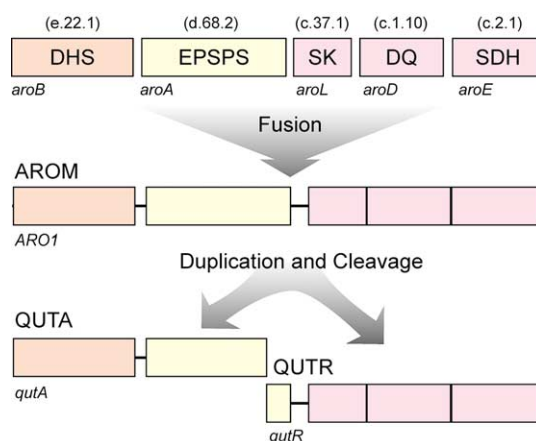 (e.22.1) (d.68.2) (c.37.1) (c.1.10) (c.2.1)
DHS EPSPS SK DQ SDH
aroB aroA aroL aroD aroE
Fusion
AROM
ARO1
Duplication and Cleavage
QUTA
QUTR
qutA
qutR